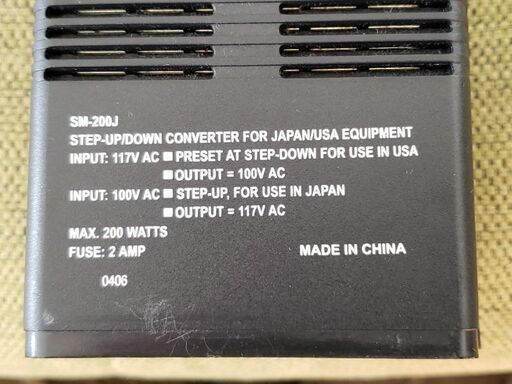 SM-200J
STEP-UP/DOWN CONVERTER FOR JAPAN/USA EQUIPMENT
INPUT: 117V AC ■ PRESET AT STEP-DOWN FOR USE IN USA
■ OUTPUT = 100V AC
INPUT: 100V AC ■ STEP-UP, FOR USE IN JAPAN
■ OUTPUT = 117V AC
MAX. 200 WATTS
FUSE: 2 AMP MADE IN CHINA
0406